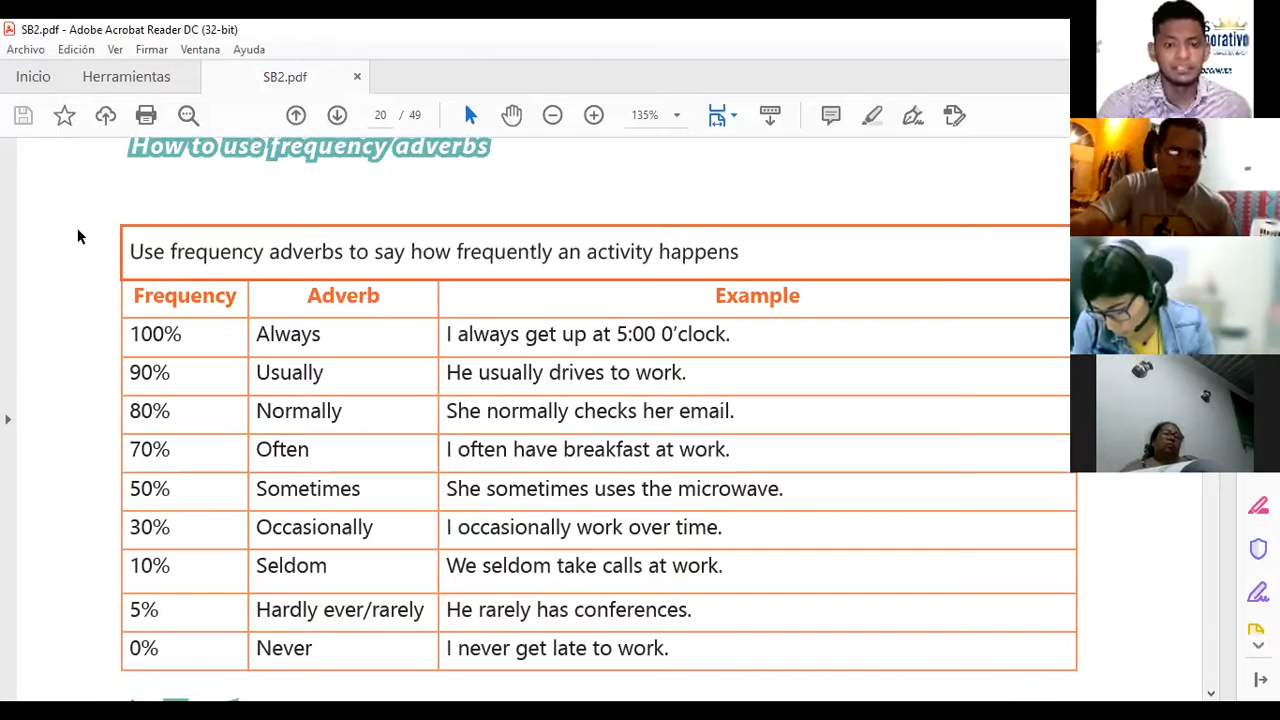 SB2.pdf - Adobe Acrobat Reader DC (32-bit)
Archivo Edición Ver Firmar Ventana Ayuda
Inicio Herramientas SB2.pdf ×
20 / 49 135%
How to use frequency adverbs
Use frequency adverbs to say how frequently an activity happens
Frequency Adverb Example
100% Always I always get up at 5:00 0’clock.
90% Usually He usually drives to work.
80% Normally She normally checks her email.
70% Often I often have breakfast at work.
50% Sometimes She sometimes uses the microwave.
30% Occasionally I occasionally work over time.
10% Seldom We seldom take calls at work.
5% Hardly ever/rarely He rarely has conferences.
0% Never I never get late to work.